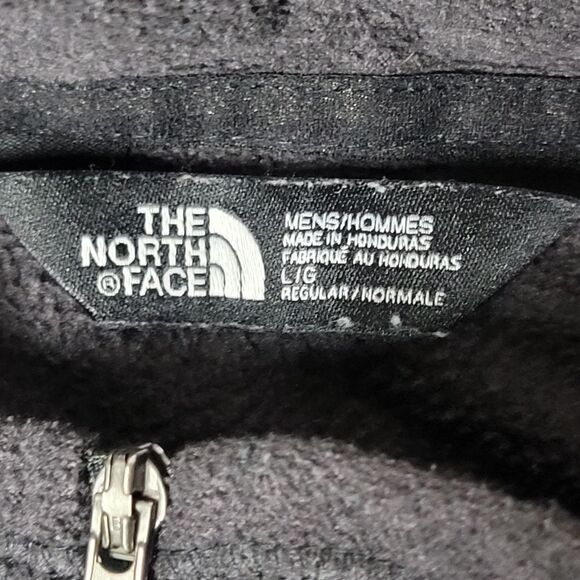 THE
NORTH
®FACE
MENS/HOMMES
MADE IN HONDURAS
FABRIQUÉ AU HONDURAS
L/G
REGULAR/NORMALE